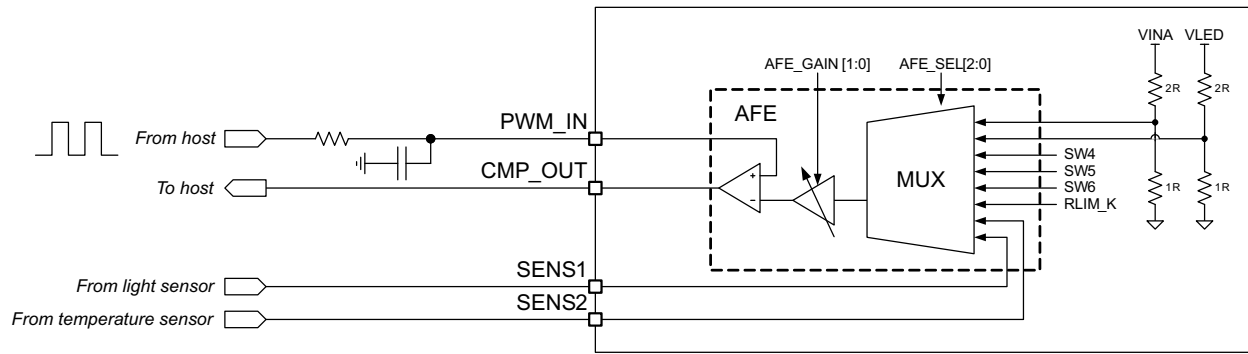 VINA VLED
AFE_GAIN [1:0] AFE_SEL[2:0]
2R 2R
AFE
From host PWM_IN
SW4
To host CMP_OUT + − MUX SW5
SW6
1R 1R
RLIM_K
From light sensor SENS1
From temperature sensor SENS2